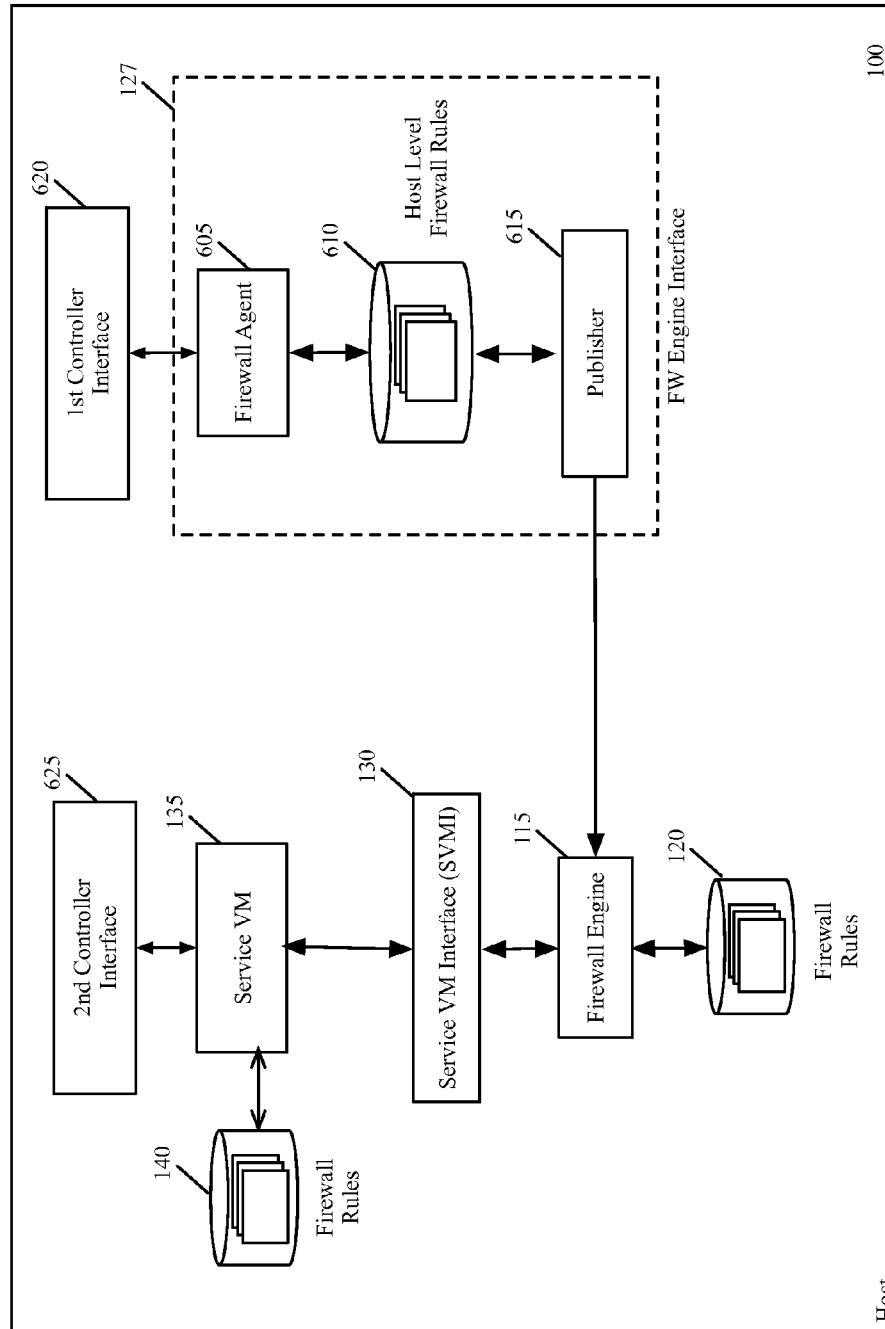 620
1st Controller
Interface
127
605
Firewall Agent
610
Host Level
Firewall Rules
615
Publisher
FW Engine Interface
100
625
2nd Controller
Interface
135
Service VM
140
Firewall
Rules
130
Service VM Interface (SVMI)
115
Firewall Engine
120
Firewall
Rules
Host